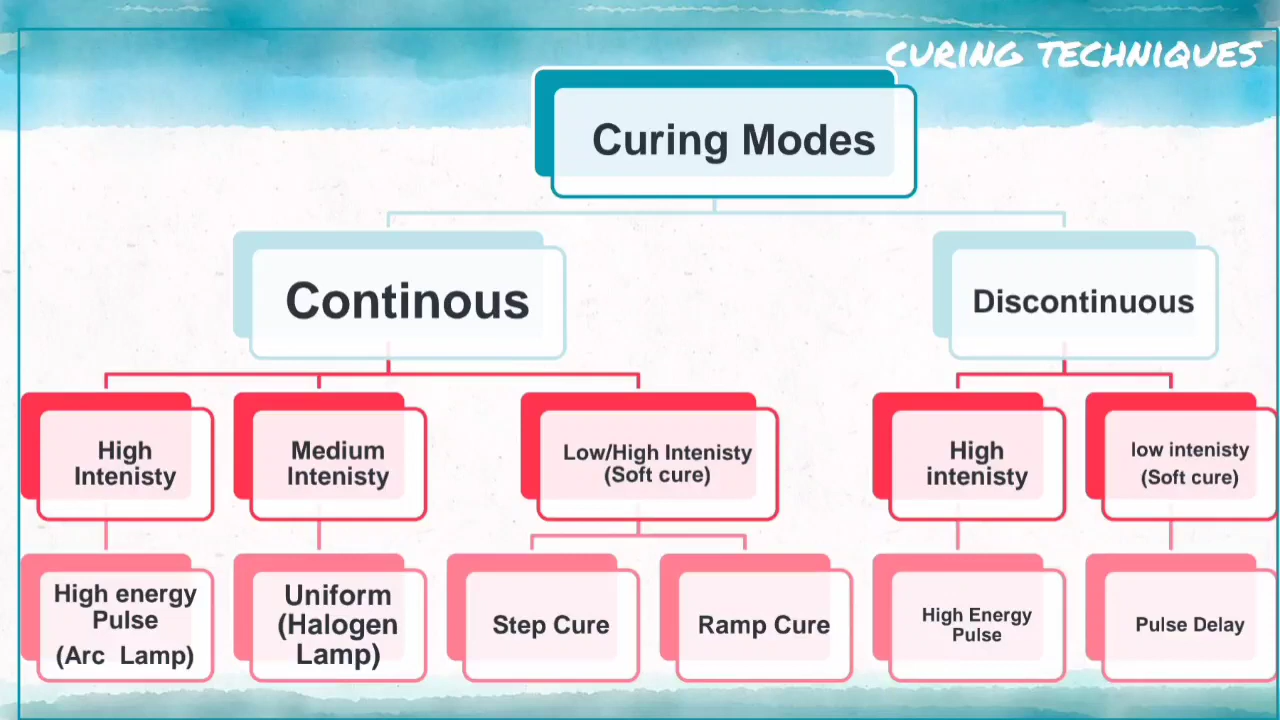 CURING TECHNIQUES
Curing Modes
Continous
Discontinuous
High
Intenisty
Medium
Intenisty
Low/High Intenisty
(Soft cure)
High
intenisty
low intenisty
(Soft cure)
High energy
Pulse
(Arc Lamp)
Uniform
(Halogen
Lamp)
Step Cure
Ramp Cure
High Energy
Pulse
Pulse Delay